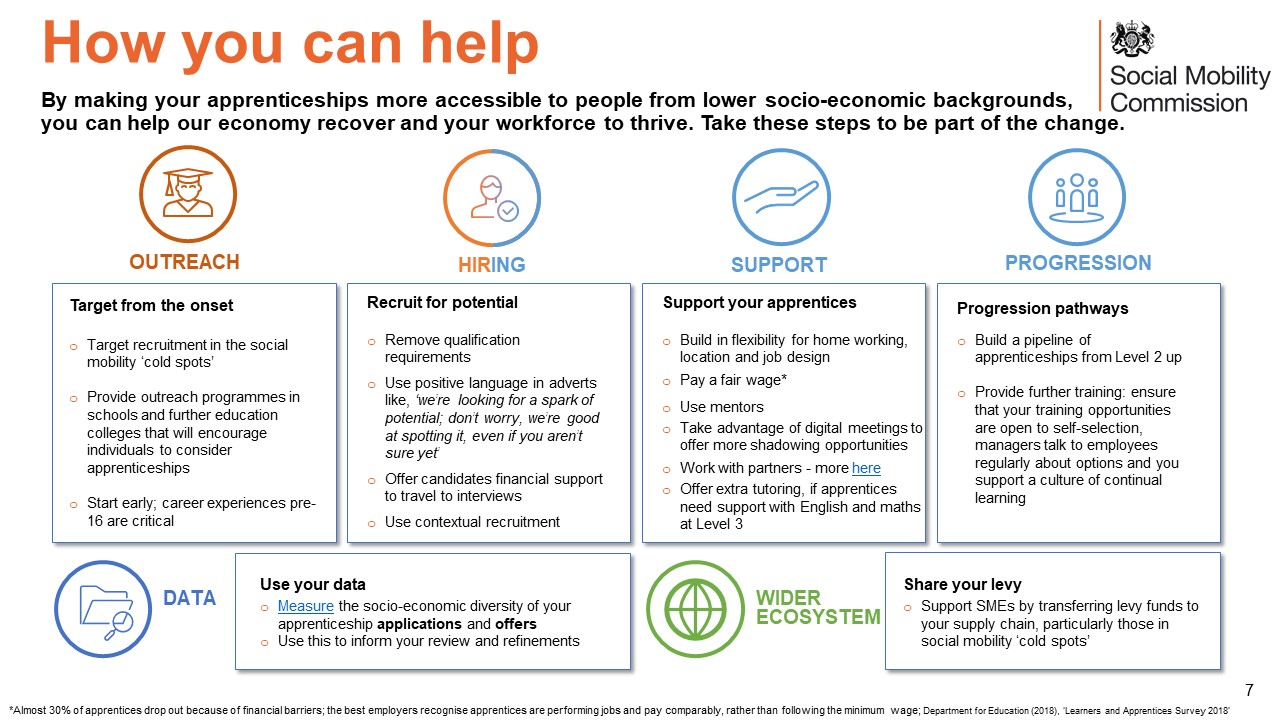 How you can help
Social Mobility
Commission
By making your apprenticeships more accessible to people from lower socio-economic backgrounds,
you can help our economy recover and your workforce to thrive. Take these steps to be part of the change.
OUTREACH
Target from the onset
o Target recruitment in the social
mobility ‘cold spots’
o Provide outreach programmes in
schools and further education
colleges that will encourage
individuals to consider
apprenticeships
o Start early; career experiences pre-
16 are critical
HIRING
Recruit for potential
o Remove qualification
requirements
o Use positive language in adverts
like, ‘we’re looking for a spark of
potential; don’t worry, we’re good
at spotting it, even if you aren’t
sure yet’
o Offer candidates financial support
to travel to interviews
o Use contextual recruitment
SUPPORT
Support your apprentices
o Build in flexibility for home working,
location and job design
o Pay a fair wage*
o Use mentors
o Take advantage of digital meetings to
offer more shadowing opportunities
o Work with partners - more here
o Offer extra tutoring, if apprentices
need support with English and maths
at Level 3
PROGRESSION
Progression pathways
o Build a pipeline of
apprenticeships from Level 2 up
o Provide further training: ensure
that your training opportunities
are open to self-selection,
managers talk to employees
regularly about options and you
support a culture of continual
learning
DATA
Use your data
o Measure the socio-economic diversity of your
apprenticeship applications and offers
o Use this to inform your review and refinements
WIDER
ECOSYSTEM
Share your levy
o Support SMEs by transferring levy funds to
your supply chain, particularly those in
social mobility ‘cold spots’
7
*Almost 30% of apprentices drop out because of financial barriers; the best employers recognise apprentices are performing jobs and pay comparably, rather than following the minimum wage; Department for Education (2018), 'Learners and Apprentices Survey 2018'